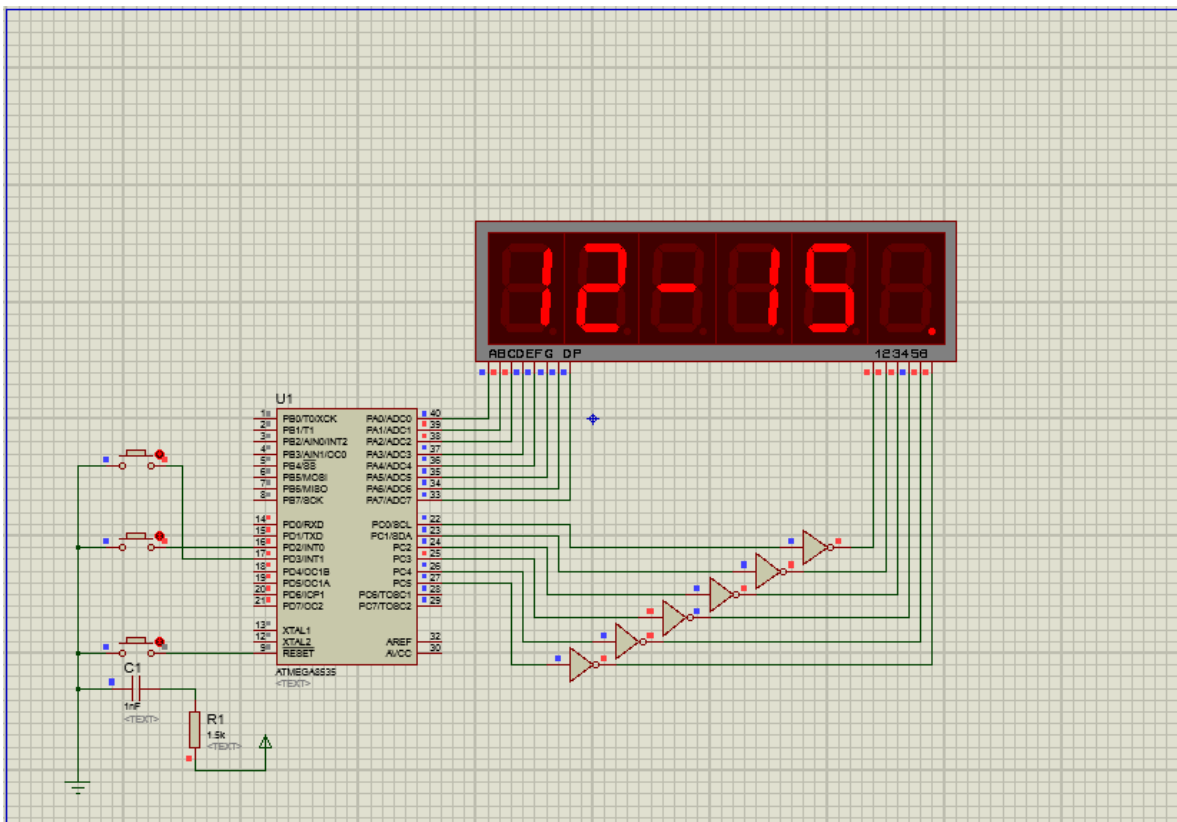 12-15.
ABCDEFG DP 123456
U1
1 PB0/T0/XCK PA0/ADC0 40
2 PB1/T1 PA1/ADC1 39
3 PB2/AIN0/INT2 PA2/ADC2 38
4 PB3/AIN1/OC0 PA3/ADC3 37
5 PB4/SS PA4/ADC4 36
6 PB5/MOSI PA5/ADC5 35
7 PB6/MISO PA6/ADC6 34
8 PB7/SCK PA7/ADC7 33
14 PD0/RXD PC0/SCL 22
15 PD1/TXD PC1/SDA 23
16 PD2/INT0 PC2 24
17 PD3/INT1 PC3 25
18 PD4/OC1B PC4 26
19 PD5/OC1A PC5 27
20 PD6/ICP1 PC6/TOSC1 28
21 PD7/OC2 PC7/TOSC2 29
13 XTAL1
12 XTAL2 AREF 32
9 RESET AVCC 30
ATMEGA8535
<TEXT>
C1
1nF
<TEXT>
R1
1.5k
<TEXT>